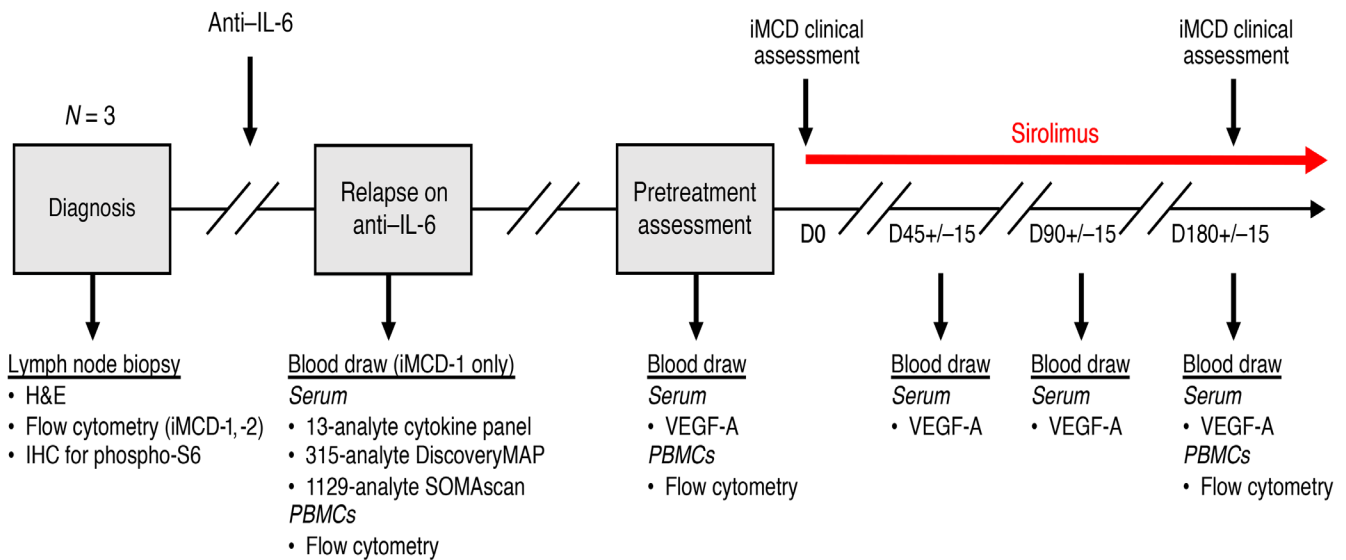 Anti–IL-6
iMCD clinical
assessment
iMCD clinical
assessment
N = 3
Sirolimus
Diagnosis
Relapse on
anti–IL-6
Pretreatment
assessment
D0
D45+/–15
D90+/–15
D180+/–15
Lymph node biopsy
• H&E
• Flow cytometry (iMCD-1,-2)
• IHC for phospho-S6
Blood draw (iMCD-1 only)
Serum
• 13-analyte cytokine panel
• 315-analyte DiscoveryMAP
• 1129-analyte SOMAscan
PBMCs
• Flow cytometry
Blood draw
Serum
• VEGF-A
PBMCs
• Flow cytometry
Blood draw
Serum
• VEGF-A
Blood draw
Serum
• VEGF-A
Blood draw
Serum
• VEGF-A
PBMCs
• Flow cytometry